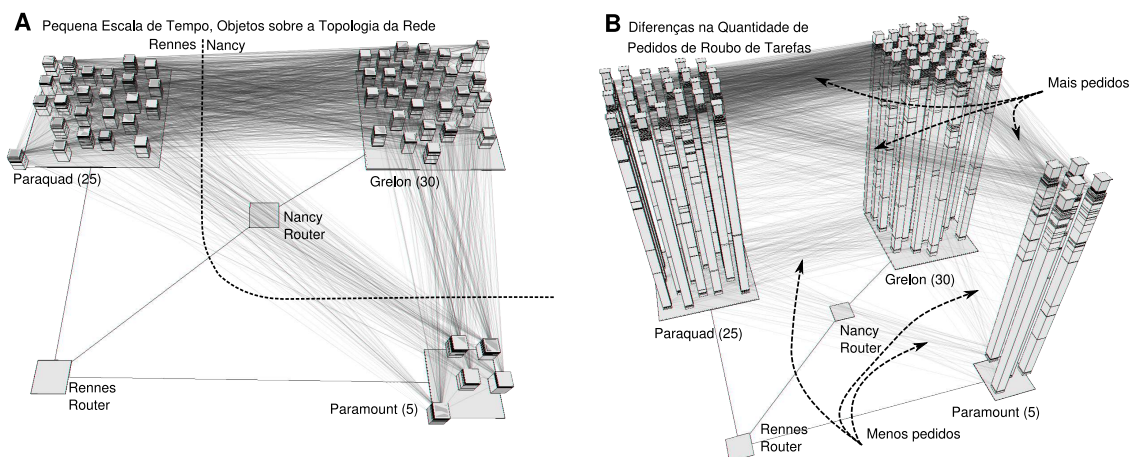 A Pequena Escala de Tempo, Objetos sobre a Topologia da Rede
Rennes Nancy
Paraquad (25)
Grelon (30)
Nancy
Router
Rennes
Router
Paramount (5)
B Diferenças na Quantidade de
Pedidos de Roubo de Tarefas
Mais pedidos
Grelon (30)
Paraquad (25)
Nancy
Router
Paramount (5)
Rennes
Router
Menos pedidos